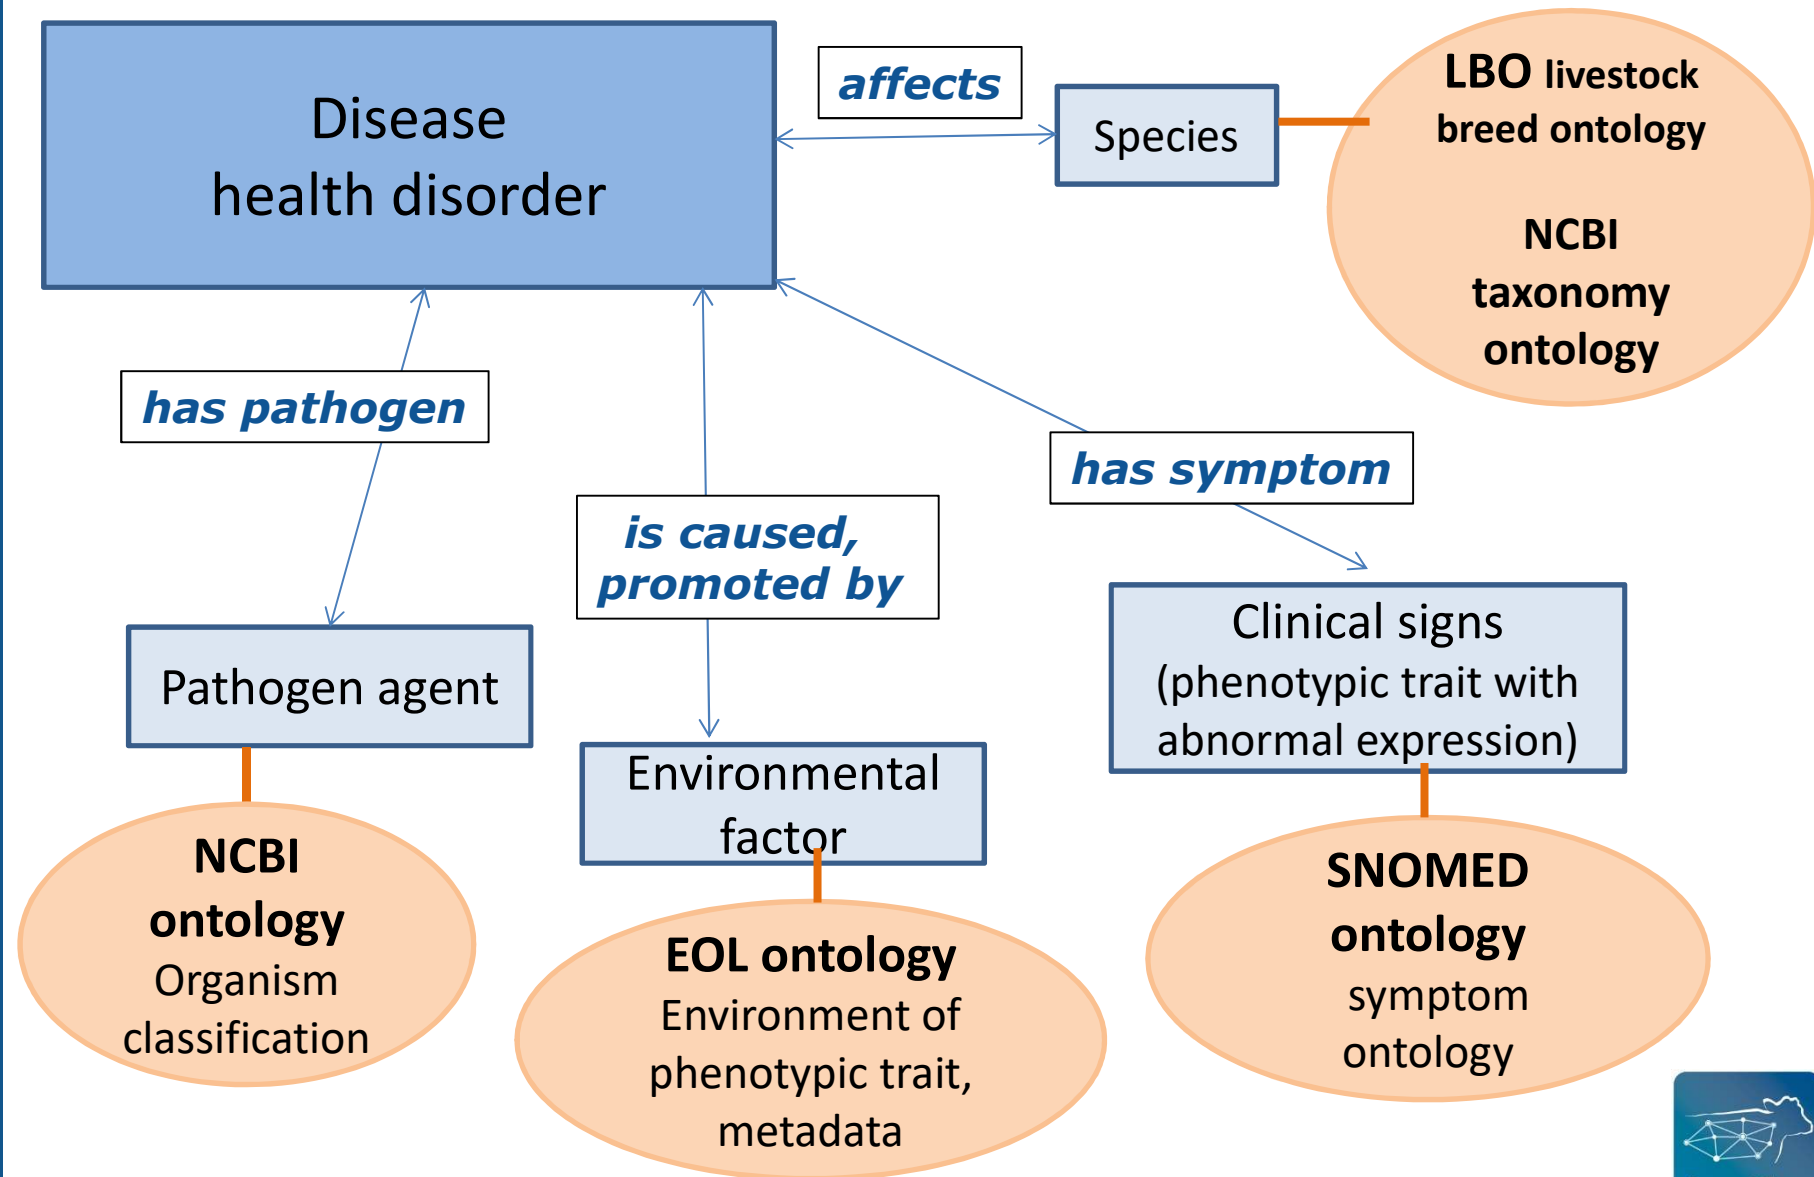 Disease
health disorder
affects
Species
LBO livestock
breed ontology
NCBI
taxonomy
ontology
has pathogen
has symptom
is caused,
promoted by
Pathogen agent
Environmental
factor
Clinical signs
(phenotypic trait with
abnormal expression)
NCBI
ontology
Organism
classification
EOL ontology
Environment of
phenotypic trait,
metadata
SNOMED
ontology
symptom
ontology